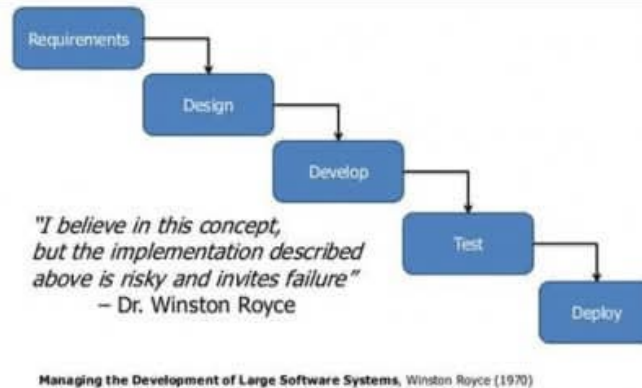 Requirements
Design
Develop
Test
Deploy
"I believe in this concept,
but the implementation described
above is risky and invites failure"
– Dr. Winston Royce
Managing the Development of Large Software Systems, Winston Royce (1970)